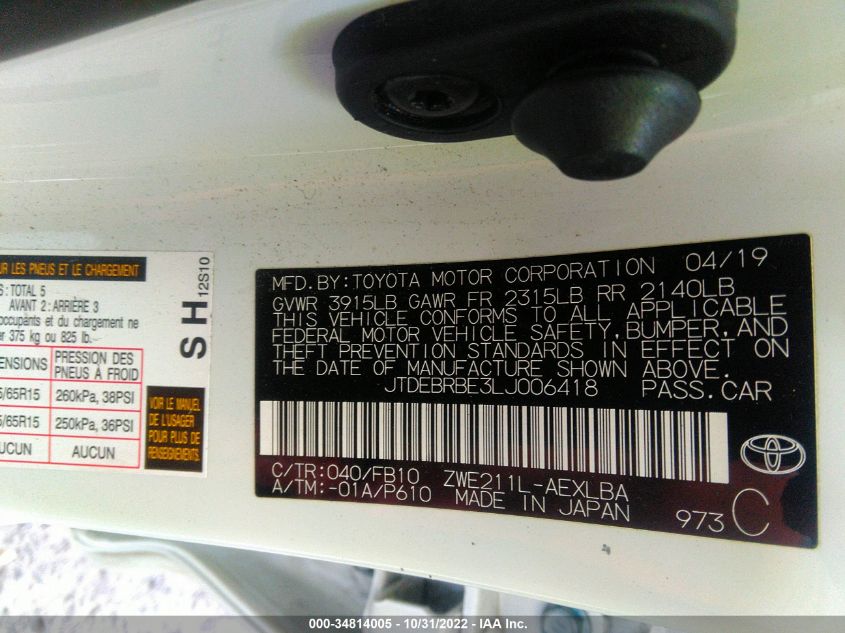 UR LES PNEUS ET LE CHARGEMENT
S : TOTAL 5
AVANT 2 : ARRIÈRE 3
occupants et du chargement ne
er 375 kg ou 825 lb.
ENSIONS PRESSION DES PNEUS À FROID
5/65R15 260kPa, 38PSI
5/65R15 250kPa, 36PSI
AUCUN AUCUN
SH
12S10
VOIR LE MANUEL
DE L'USAGER
POUR PLUS DE
RENSEIGNEMENTS
MFD.BY:TOYOTA MOTOR CORPORATION 04/19
GVWR 3915LB GAWR FR 2315LB RR 2140LB
THIS VEHICLE CONFORMS TO ALL APPLICABLE
FEDERAL MOTOR VEHICLE SAFETY,BUMPER,AND
THEFT PREVENTION STANDARDS IN EFFECT ON
THE DATE OF MANUFACTURE SHOWN ABOVE.
JTDEBRBE3LJ006418 PASS.CAR
C/TR:040/FB10 ZWE211L-AEXLBA
A/TM:-01A/P610 MADE IN JAPAN
973 C
000-34814005 - 10/31/2022 - IAA Inc.